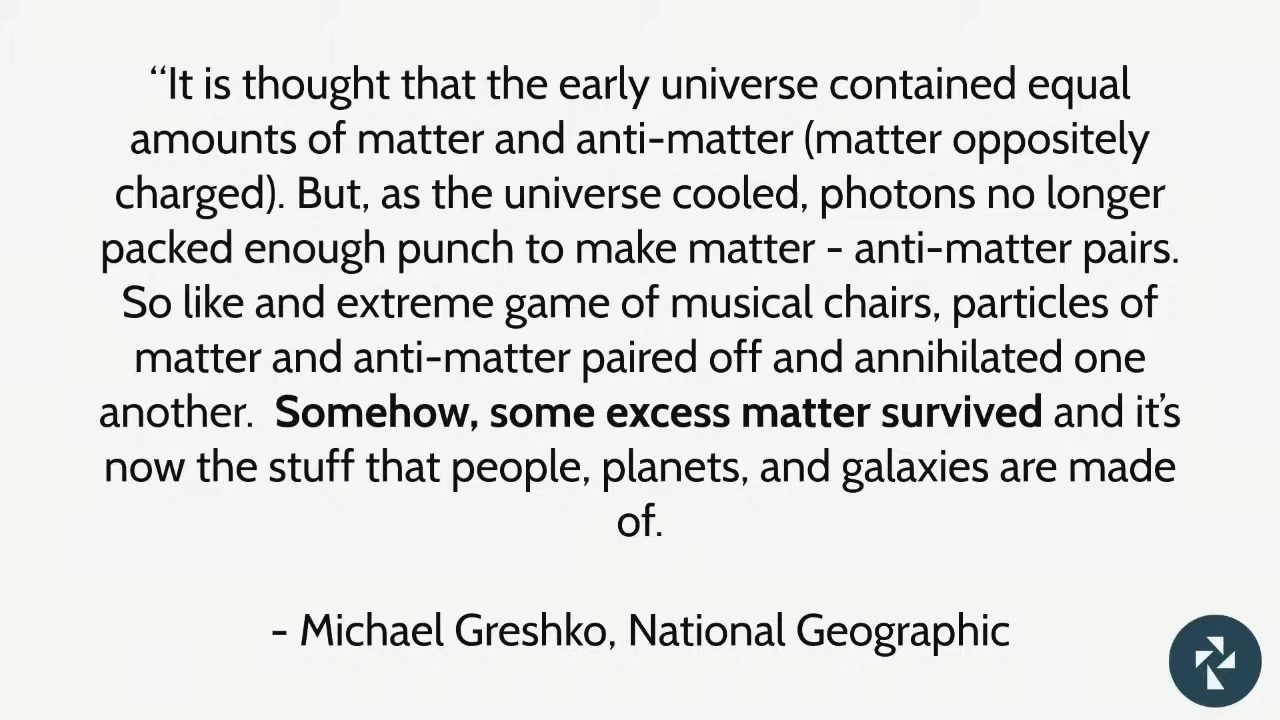 “It is thought that the early universe contained equal
amounts of matter and anti-matter (matter oppositely
charged). But, as the universe cooled, photons no longer
packed enough punch to make matter - anti-matter pairs.
So like and extreme game of musical chairs, particles of
matter and anti-matter paired off and annihilated one
another.  Somehow, some excess matter survived and it’s
now the stuff that people, planets, and galaxies are made
of.
- Michael Greshko, National Geographic